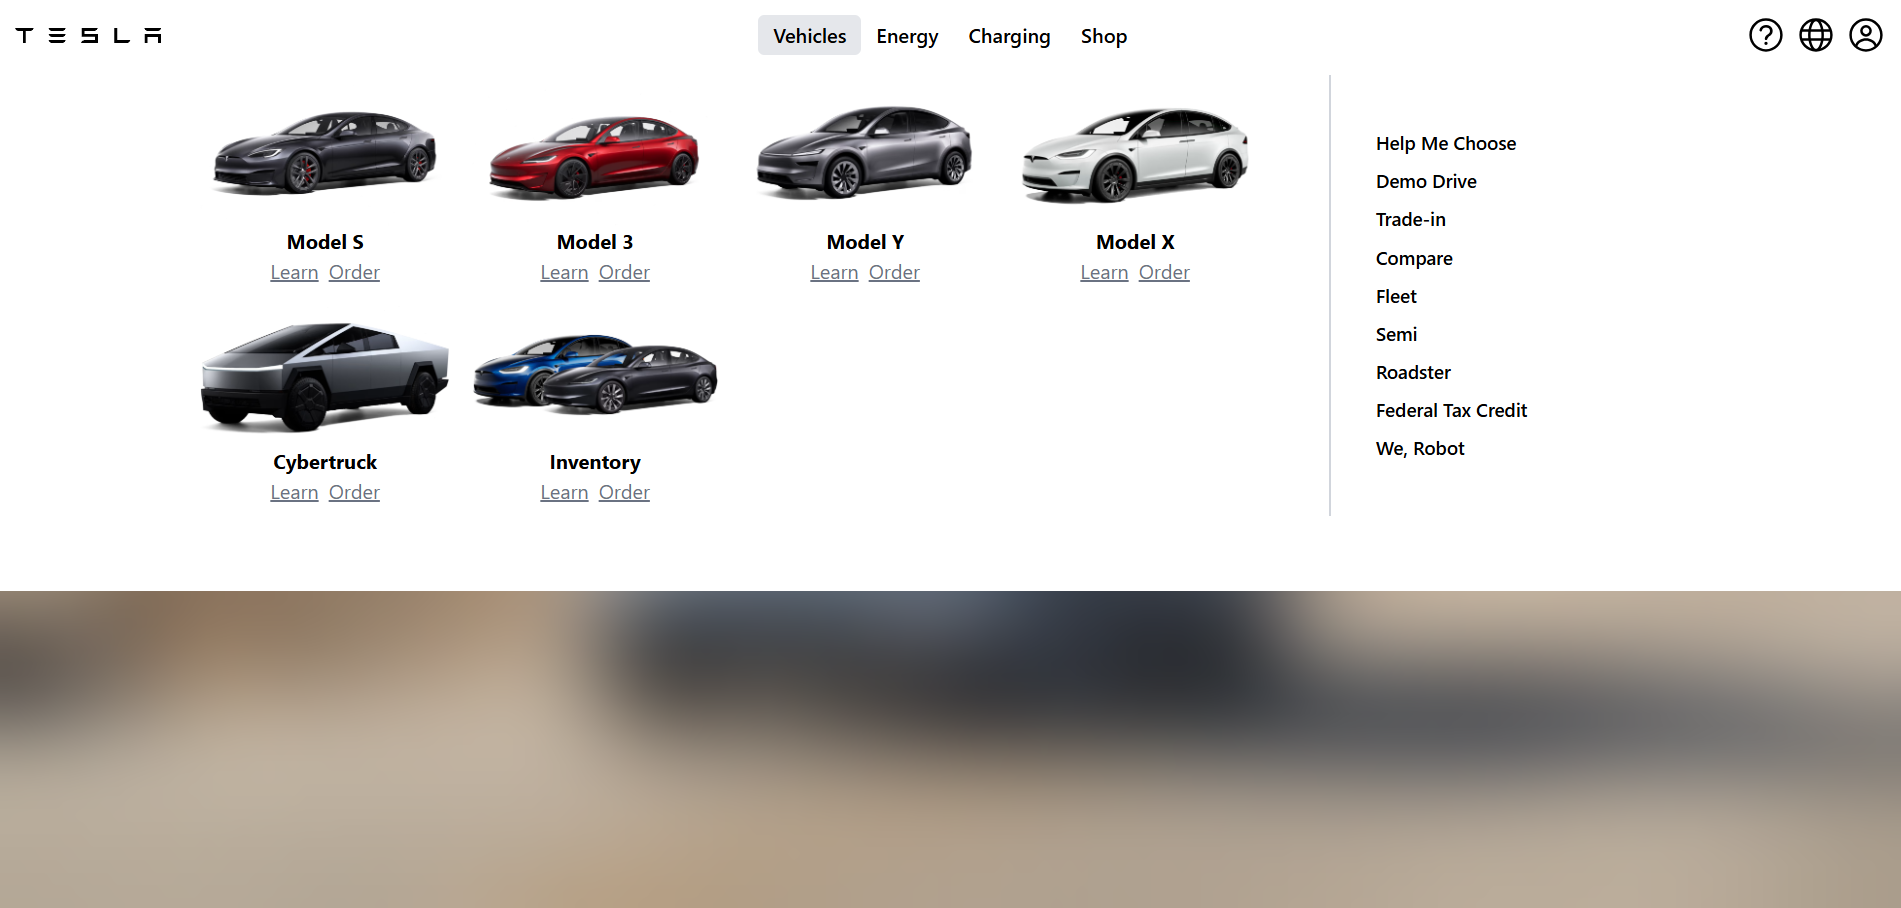 TESLA
Vehicles Energy Charging Shop
Model S
Learn Order
Model 3
Learn Order
Model Y
Learn Order
Model X
Learn Order
Cybertruck
Learn Order
Inventory
Learn Order
Help Me Choose
Demo Drive
Trade-in
Compare
Fleet
Semi
Roadster
Federal Tax Credit
We, Robot